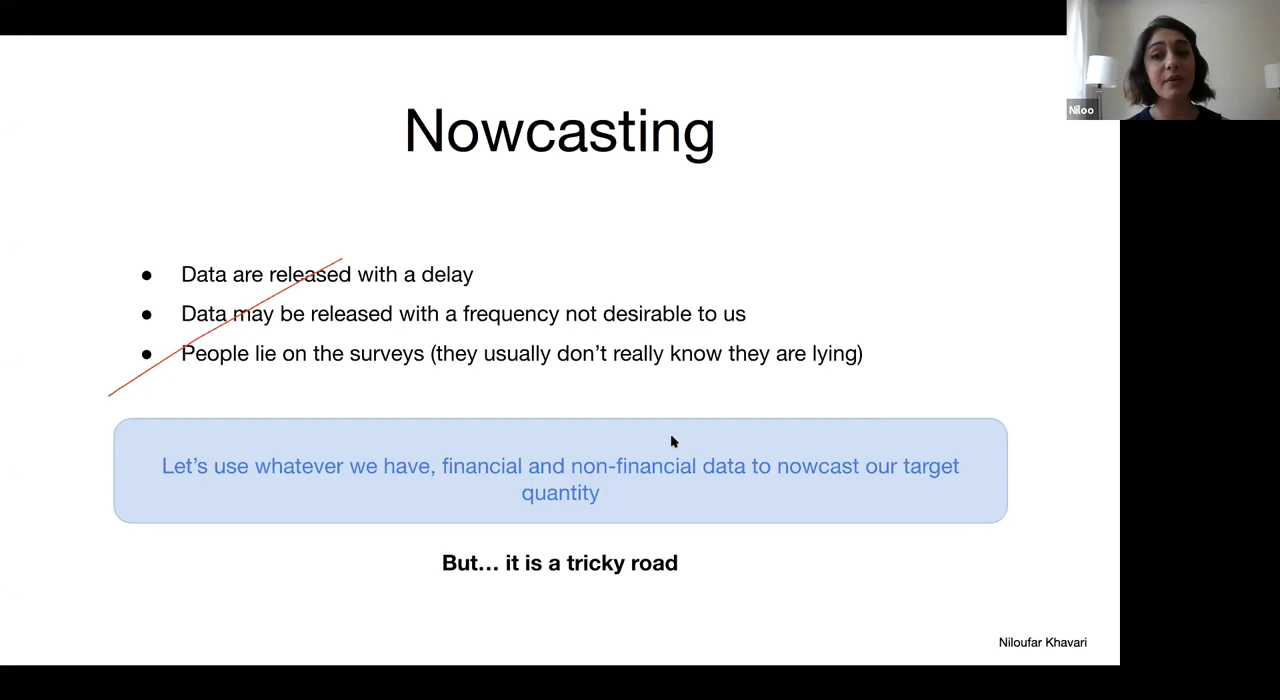 Niloo
Nowcasting
● Data are released with a delay
● Data may be released with a frequency not desirable to us
● People lie on the surveys (they usually don’t really know they are lying)
Let’s use whatever we have, financial and non-financial data to nowcast our target
quantity
But… it is a tricky road
Niloufar Khavari